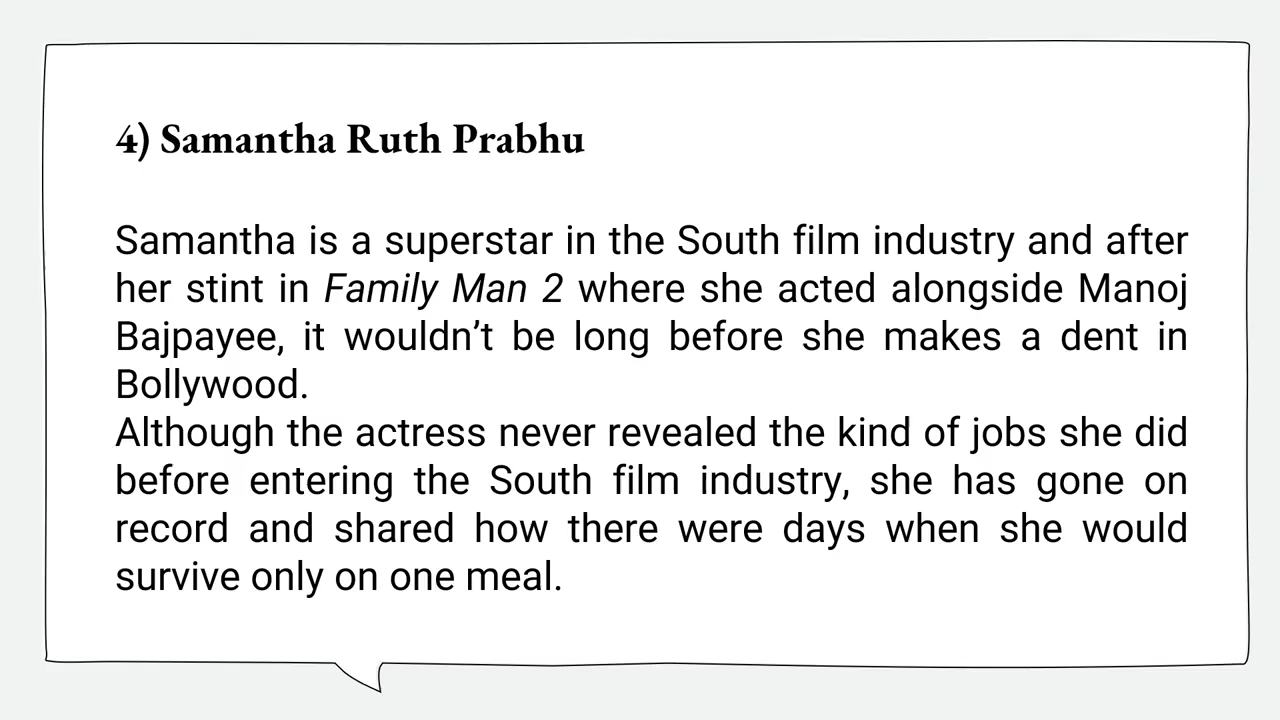 4) Samantha Ruth Prabhu
Samantha is a superstar in the South film industry and after
her stint in Family Man 2 where she acted alongside Manoj
Bajpayee, it wouldn’t be long before she makes a dent in
Bollywood.
Although the actress never revealed the kind of jobs she did
before entering the South film industry, she has gone on
record and shared how there were days when she would
survive only on one meal.